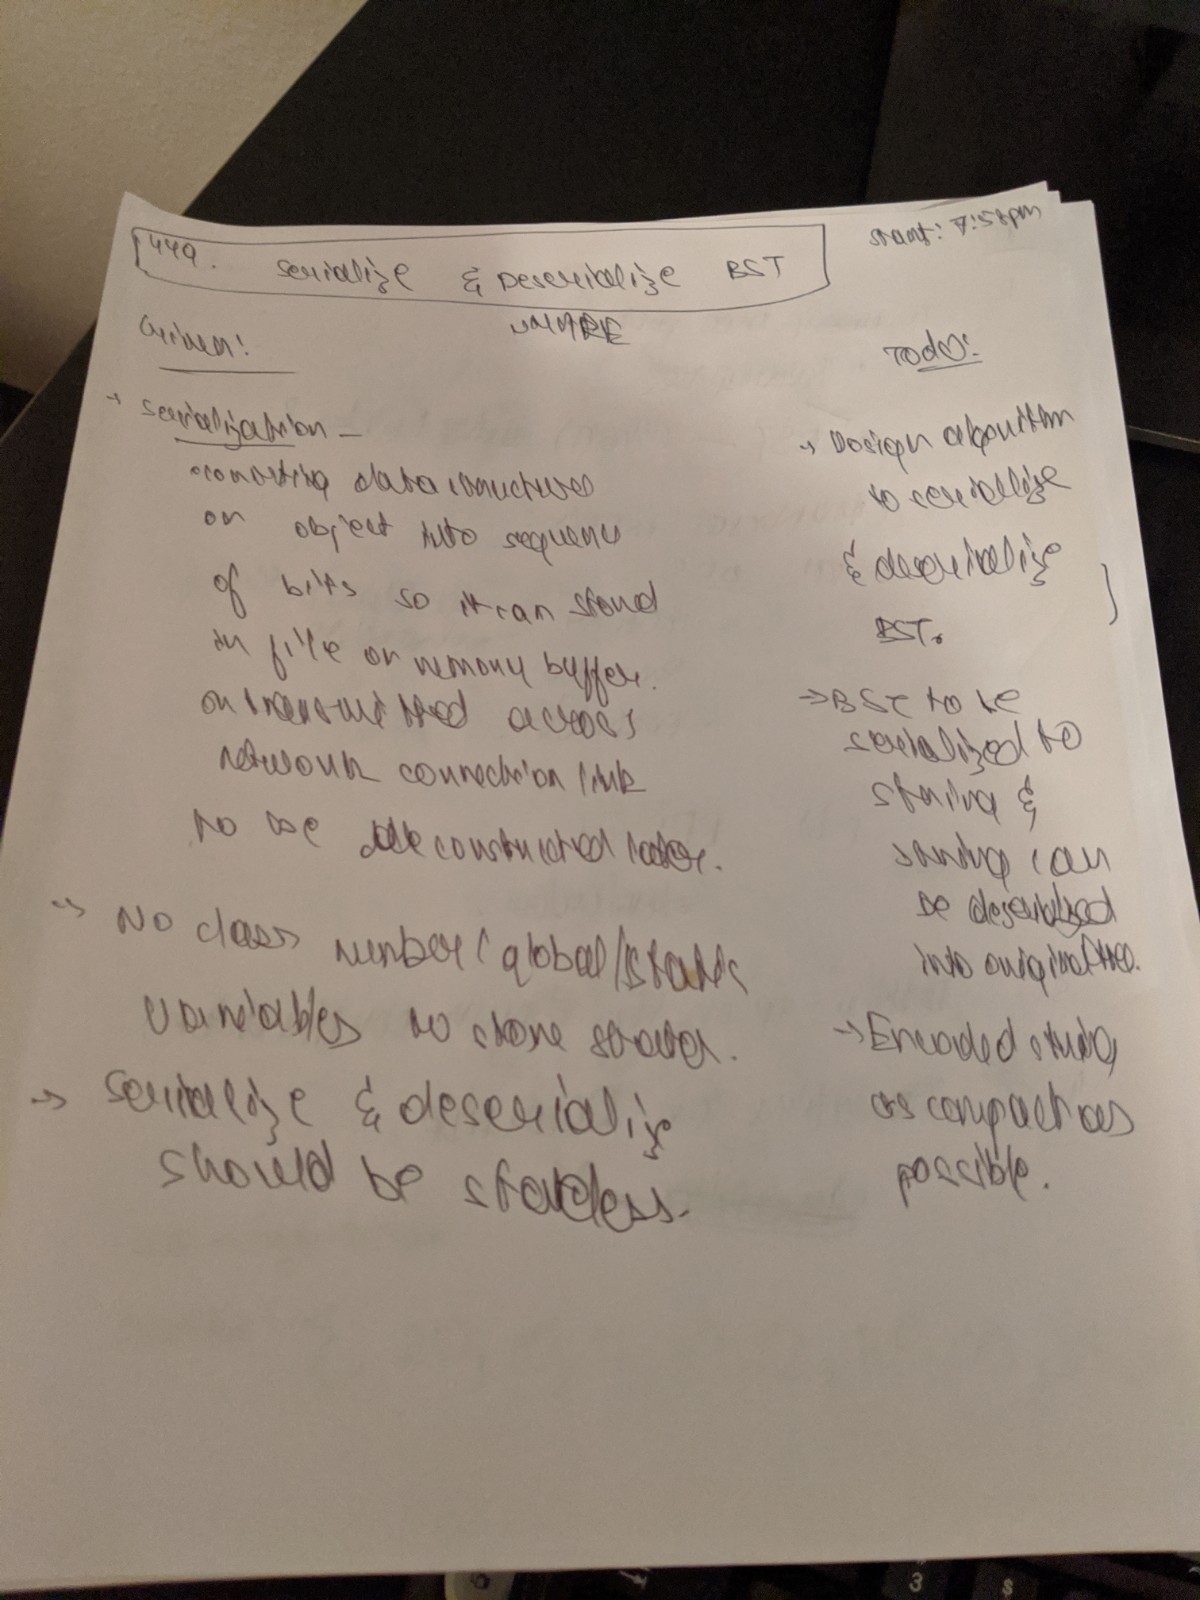 449. Serialize & Deserialize BST
start: 7:58pm
Given:
Todo:
→ serialization -
converting data structures
or object into sequence
of bits so it can stored
in file or memory buffer.
or transmitted across
network connection link
to be reconstructed later.
→ No class member / global / static
variables to store states.
→ serialize & deserialize
should be stateless.
→ Design algorithm
to serialize
& deserialize
BST.
→ BST to be
serialized to
string &
string can
be deserialized
into original tree.
→ Encoded string
as compact as
possible.
3